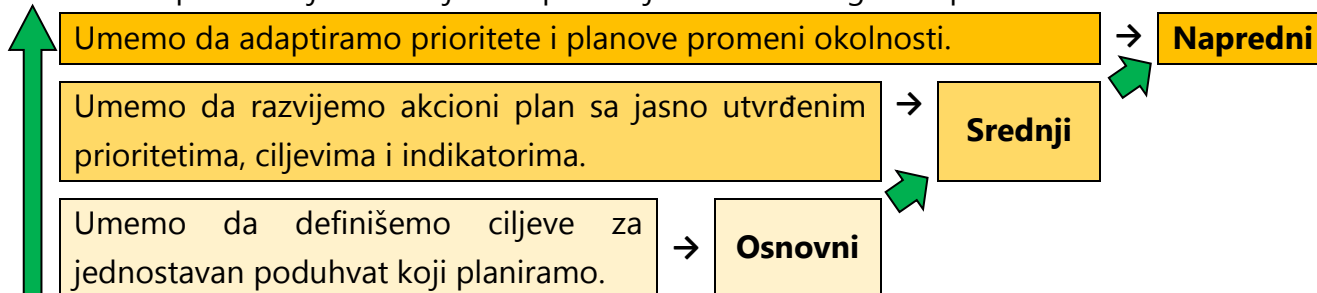 Umemo da adaptiramo prioritete i planove promeni okolnosti. → Napredni
Umemo da razvijemo akcioni plan sa jasno utvrđenim →
prioritetima, ciljevima i indikatorima.
Srednji
Umemo da definišemo ciljeve za
jednostavan poduhvat koji planiramo.
→ Osnovni